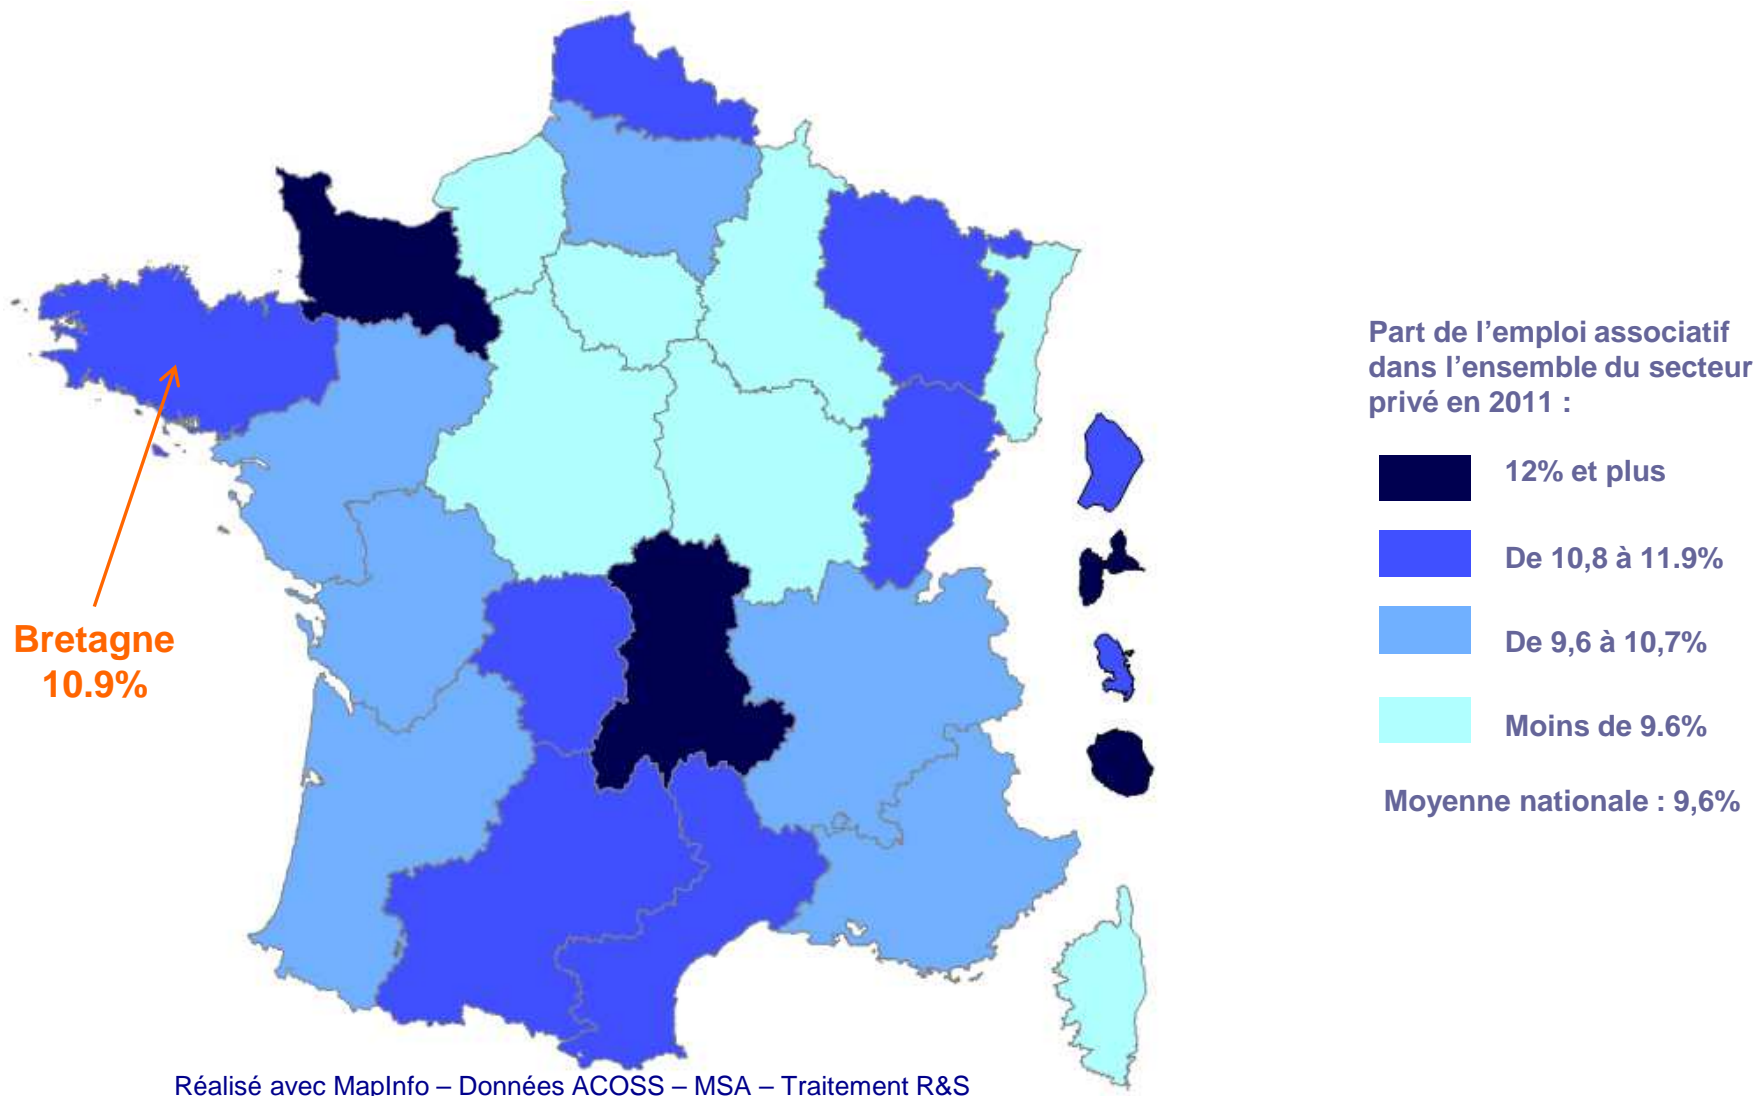 Bretagne
10.9%
Part de l’emploi associatif
dans l’ensemble du secteur
privé en 2011 :
12% et plus
De 10,8 à 11.9%
De 9,6 à 10,7%
Moins de 9.6%
Moyenne nationale : 9,6%
Réalisé avec MapInfo – Données ACOSS – MSA – Traitement R&S